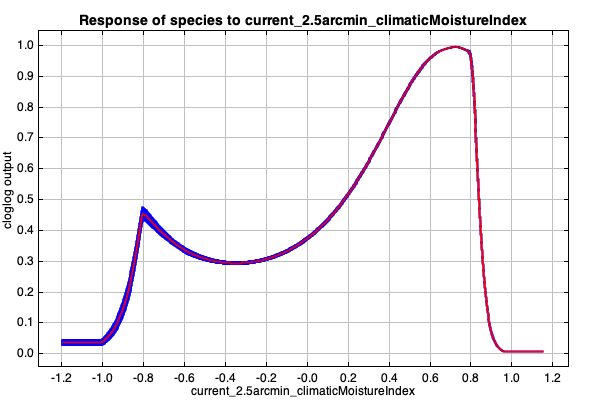 Response of species to current_2.5arcmin_climaticMoistureIndex
1.0
0.9
0.8
0.7
0.6
0.5
0.4
0.3
0.2
0.1
0.0
cloglog output
-1.2 -1.0 -0.8 -0.6 -0.4 -0.2 -0.0 0.2 0.4 0.6 0.8 1.0 1.2
current_2.5arcmin_climaticMoistureIndex